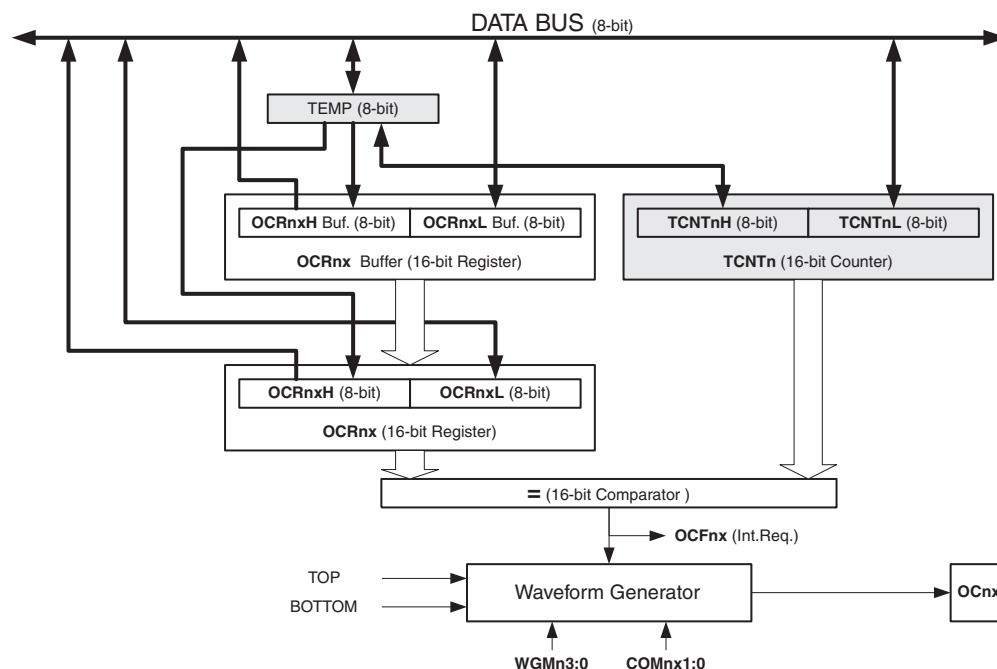 DATA BUS (8-bit)
TEMP (8-bit)
OCRnxH Buf. (8-bit) OCRnxL Buf. (8-bit)
TCNTnH (8-bit) TCNTnL (8-bit)
OCRnx Buffer (16-bit Register)
TCNTn (16-bit Counter)
OCRnxH (8-bit) OCRnxL (8-bit)
OCRnx (16-bit Register)
= (16-bit Comparator )
OCFnx (Int.Req.)
TOP
BOTTOM
Waveform Generator
OCnx
WGMn3:0 COMnx1:0